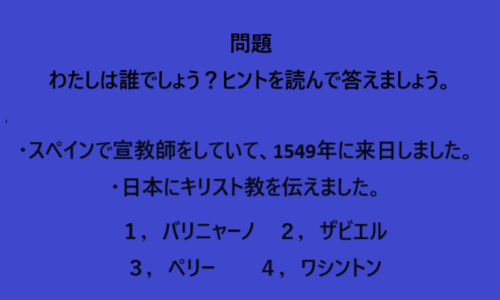 問題
わたしは誰でしょう？ヒントを読んで答えましょう。
・スペインで宣教師をしていて、1549年に来日しました。
・日本にキリスト教を伝えました。
１，バリニャーノ　２，ザビエル
３，ペリー　　４，ワシントン